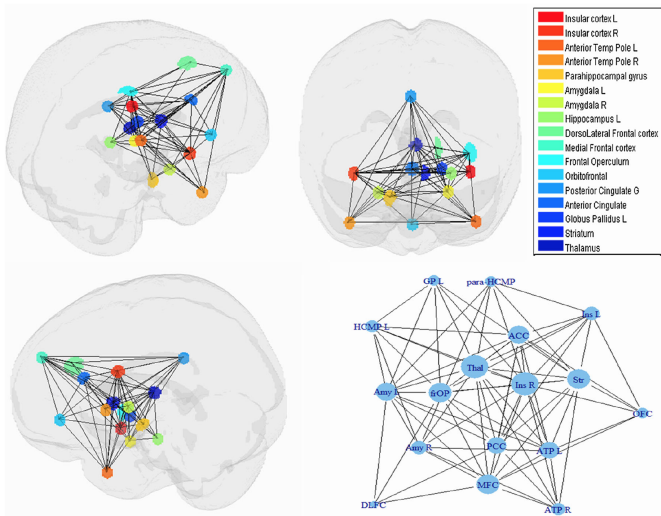 Insular cortex L
Insular cortex R
Anterior Temp Pole L
Anterior Temp Pole R
Parahippocampal gyrus
Amygdala L
Amygdala R
Hippocampus L
DorsoLateral Frontal cortex
Medial Frontal cortex
Frontal Operculum
Orbitofrontal
Posterior Cingulate G
Anterior Cingulate
Globus Pallidus L
Striatum
Thalamus
GP L
para-HCMP
Ins L
HCMP L
ACC
Thal
Str
Ins R
Amy L
frOP
OFC
Amy R
PCC
ATP L
MFC
DLFC
ATP R